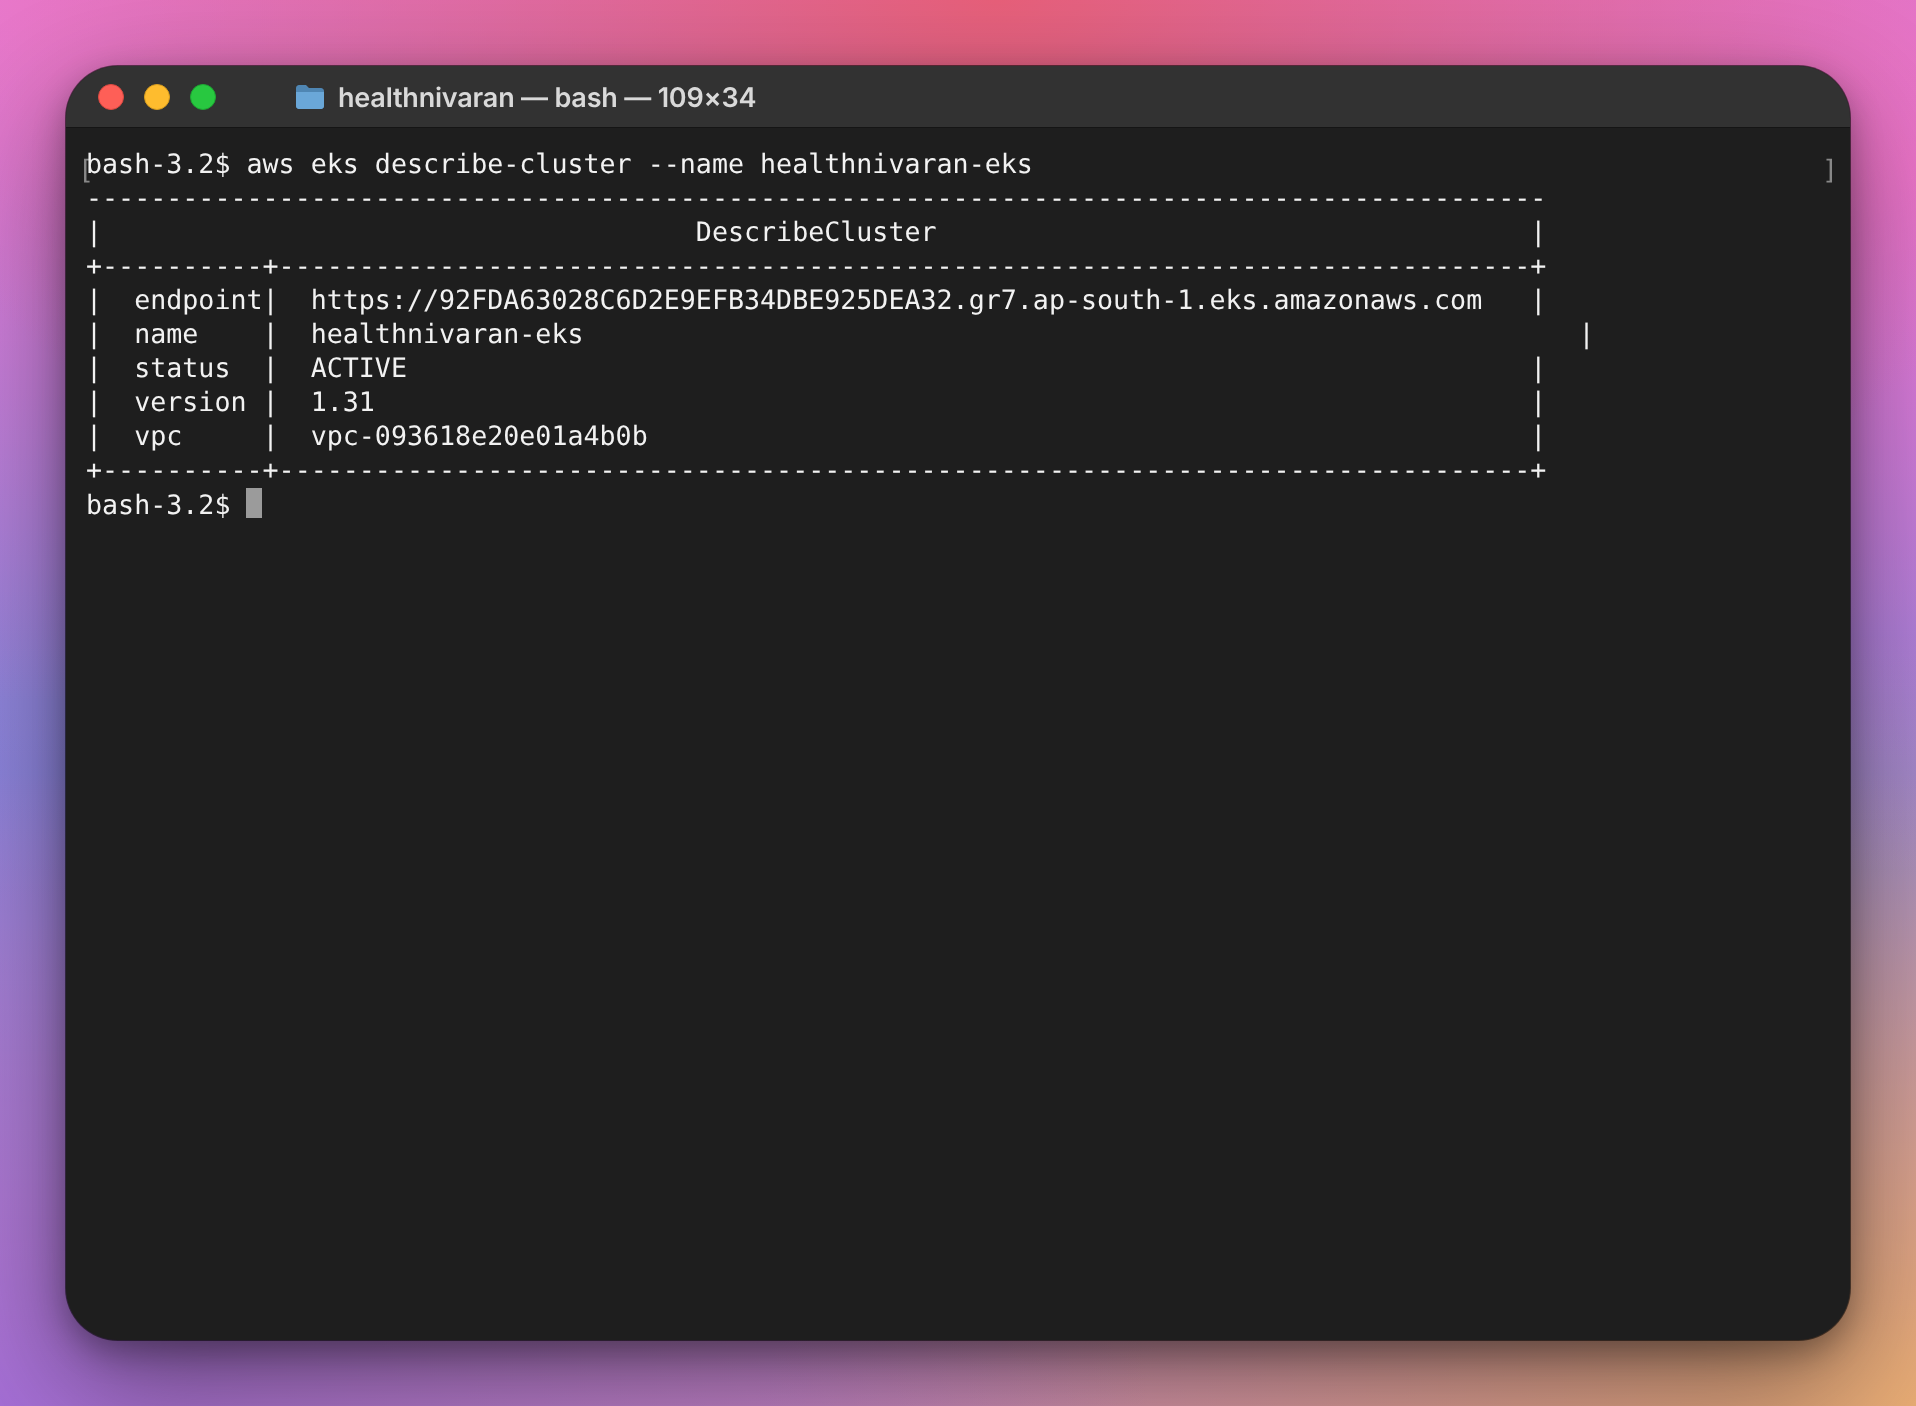 healthnivaran — bash — 109×34
[bash-3.2$ aws eks describe-cluster --name healthnivaran-eks ]
-------------------------------------------------------------------------------------------
|                                     DescribeCluster                                     |
+----------+------------------------------------------------------------------------------+
|  endpoint|  https://92FDA63028C6D2E9EFB34DBE925DEA32.gr7.ap-south-1.eks.amazonaws.com   |
|  name    |  healthnivaran-eks                                                              |
|  status  |  ACTIVE                                                                      |
|  version |  1.31                                                                        |
|  vpc     |  vpc-093618e20e01a4b0b                                                       |
+----------+------------------------------------------------------------------------------+
bash-3.2$